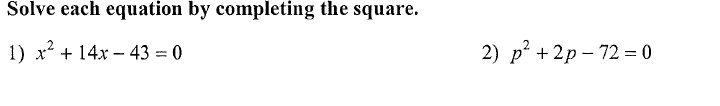 Solve each equation by completing the square.
1) x² + 14x − 43 = 0 2) p² + 2p − 72 = 0